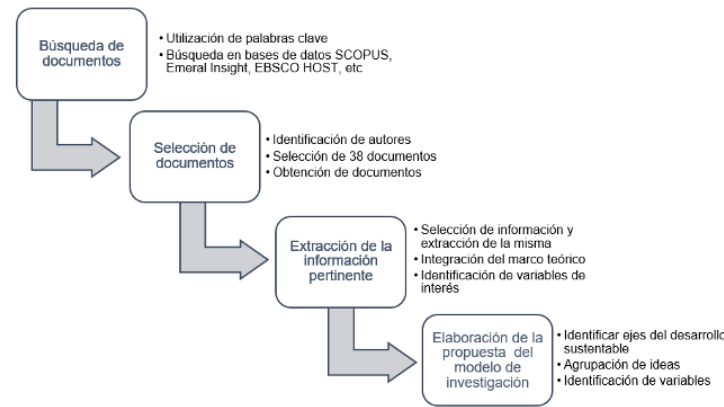 Búsqueda de
documentos
• Utilización de palabras clave
• Búsqueda en bases de datos SCOPUS,
Emeral Insight, EBSCO HOST, etc
Selección de
documentos
• Identificación de autores
• Selección de 38 documentos
• Obtención de documentos
Extracción de la
información
pertinente
• Selección de información y
extracción de la misma
• Integración del marco teórico
• Identificación de variables de
interés
Elaboración de la
propuesta del
modelo de
investigación
• Identificar ejes del desarrollo
sustentable
• Agrupación de ideas
• Identificación de variables